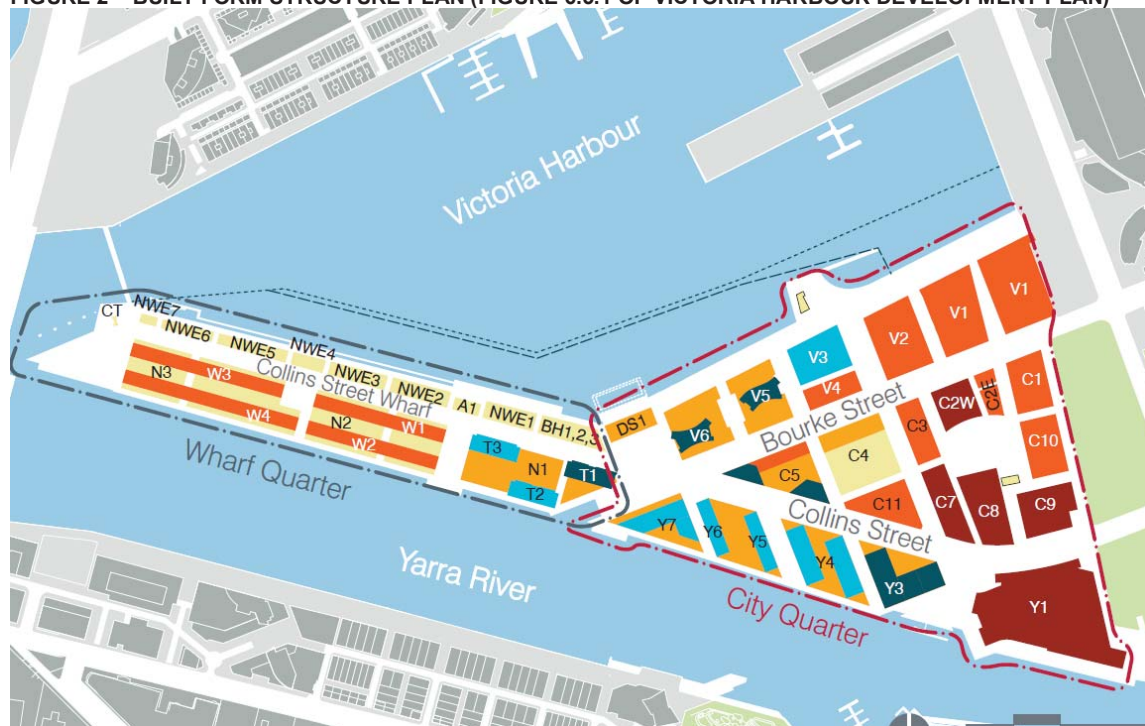 FIGURE 2 – BUILT FORM STRUCTURE PLAN (FIGURE OF VICTORIA HARBOUR DEVELOPMENT PLAN)
Victoria Harbour
V1
V1
V2
V3
V4
V5
V6
DS1
Bourke Street
C1
C2E
C2W
C3
C10
C4
C5
C11
C7
C8
C9
Collins Street
CT
NWE7
NWE6
NWE5
NWE4
NWE3
NWE2
A1
NWE1
BH1,2,3
Collins Street Wharf
N3
W3
W4
N2
W1
W2
T3
N1
T1
T2
Wharf Quarter
Y7
Y6
Y5
Y4
Y3
Y1
City Quarter
Yarra River